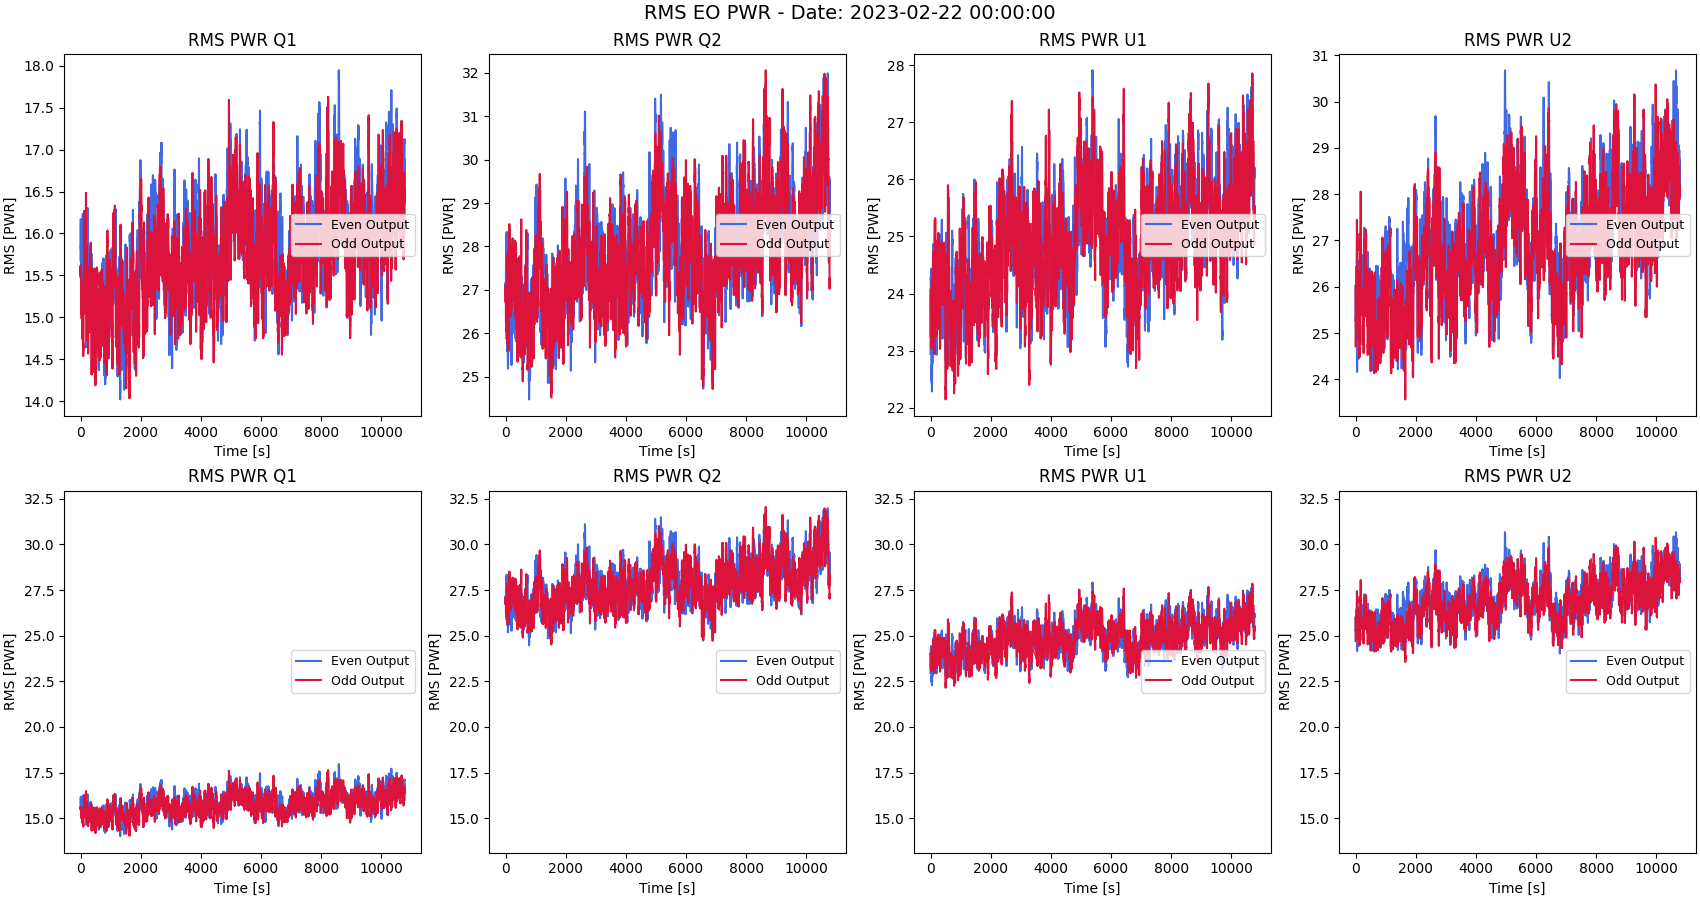 RMS EO PWR - Date: 2023-02-22 00:00:00
RMS PWR Q1
RMS [PWR]
18.0
17.5
17.0
16.5
16.0
15.5
15.0
14.5
14.0
Even Output
Odd Output
0 2000 4000 6000 8000 10000
Time [s]
RMS PWR Q2
RMS [PWR]
32
31
30
29
28
27
26
25
Even Output
Odd Output
0 2000 4000 6000 8000 10000
Time [s]
RMS PWR U1
RMS [PWR]
28
27
26
25
24
23
22
Even Output
Odd Output
0 2000 4000 6000 8000 10000
Time [s]
RMS PWR U2
RMS [PWR]
31
30
29
28
27
26
25
24
Even Output
Odd Output
0 2000 4000 6000 8000 10000
Time [s]
RMS PWR Q1
RMS [PWR]
32.5
30.0
27.5
25.0
22.5
20.0
17.5
15.0
Even Output
Odd Output
0 2000 4000 6000 8000 10000
Time [s]
RMS PWR Q2
RMS [PWR]
32.5
30.0
27.5
25.0
22.5
20.0
17.5
15.0
Even Output
Odd Output
0 2000 4000 6000 8000 10000
Time [s]
RMS PWR U1
RMS [PWR]
32.5
30.0
27.5
25.0
22.5
20.0
17.5
15.0
Even Output
Odd Output
0 2000 4000 6000 8000 10000
Time [s]
RMS PWR U2
RMS [PWR]
32.5
30.0
27.5
25.0
22.5
20.0
17.5
15.0
Even Output
Odd Output
0 2000 4000 6000 8000 10000
Time [s]